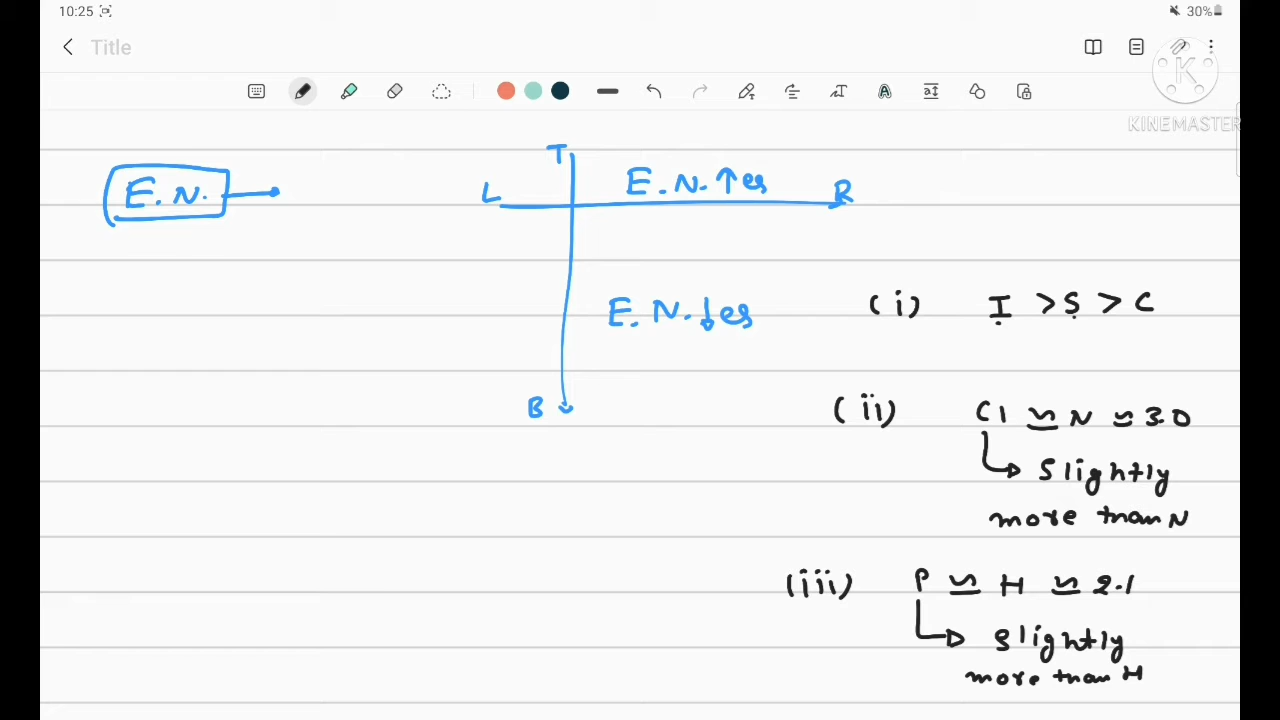 10:25
30%
Title
KINEMASTER
T
E.N. L E.N.↑es R
E.N.↓es (i) I > S > C
B (ii) Cl ≃ N ≃ 3.0
Slightly
more than N
(iii) P ≃ H ≃ 2.1
Slightly
more than H